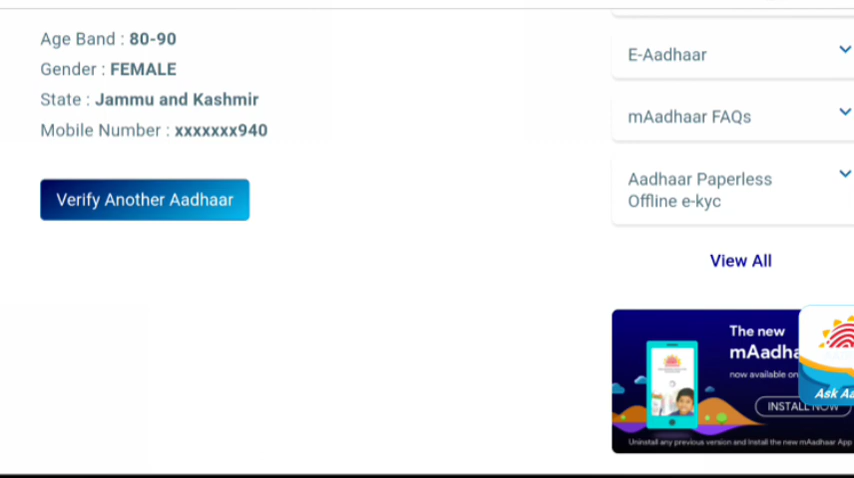 Age Band : 80-90
Gender : FEMALE
State : Jammu and Kashmir
Mobile Number : xxxxxxx940
Verify Another Aadhaar
E-Aadhaar
mAadhaar FAQs
Aadhaar Paperless
Offline e-kyc
View All
The new
mAadha
now available on
INSTALL NOW
Ask Aa
Uninstall any previous version and Install the new mAadhaar App